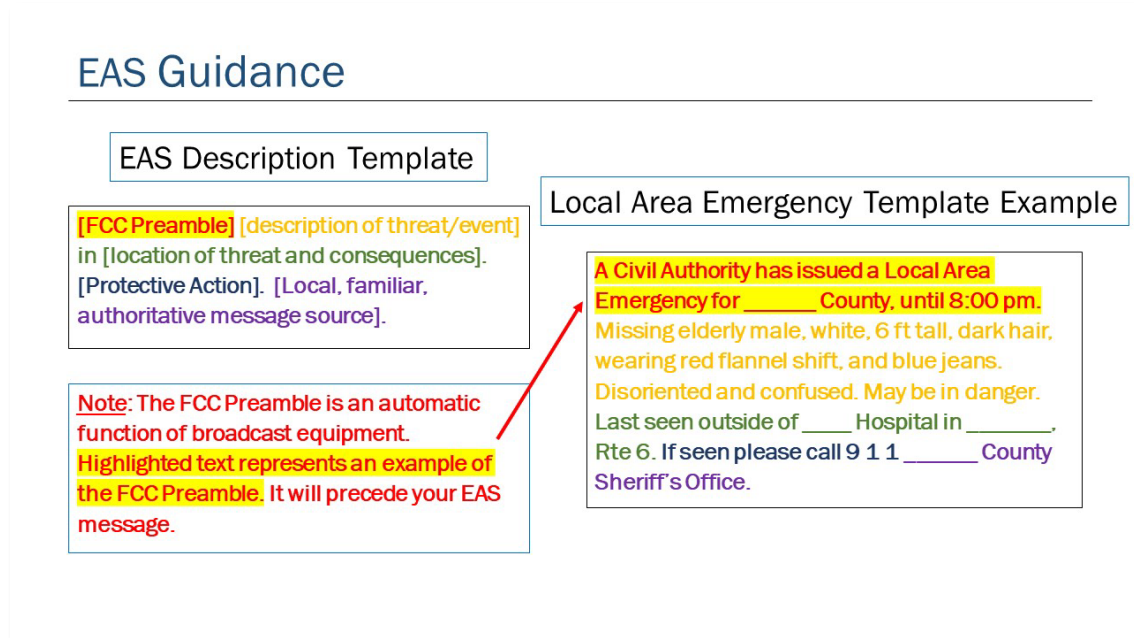 EAS Guidance
EAS Description Template
[FCC Preamble] [description of threat/event]
in [location of threat and consequences].
[Protective Action]. [Local, familiar,
authoritative message source].
Note: The FCC Preamble is an automatic
function of broadcast equipment.
Highlighted text represents an example of
the FCC Preamble. It will precede your EAS
message.
Local Area Emergency Template Example
A Civil Authority has issued a Local Area
Emergency for ______ County, until 8:00 pm.
Missing elderly male, white, 6 ft tall, dark hair,
wearing red flannel shift, and blue jeans.
Disoriented and confused. May be in danger.
Last seen outside of ____ Hospital in _______,
Rte 6. If seen please call 9 1 1 ______ County
Sheriff's Office.